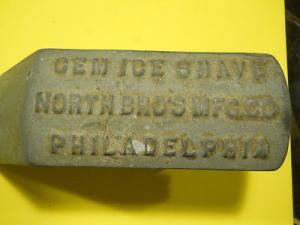 GEM ICE SHAVE
NORTH BRO'S MFG.CO
PHILADELPHIA